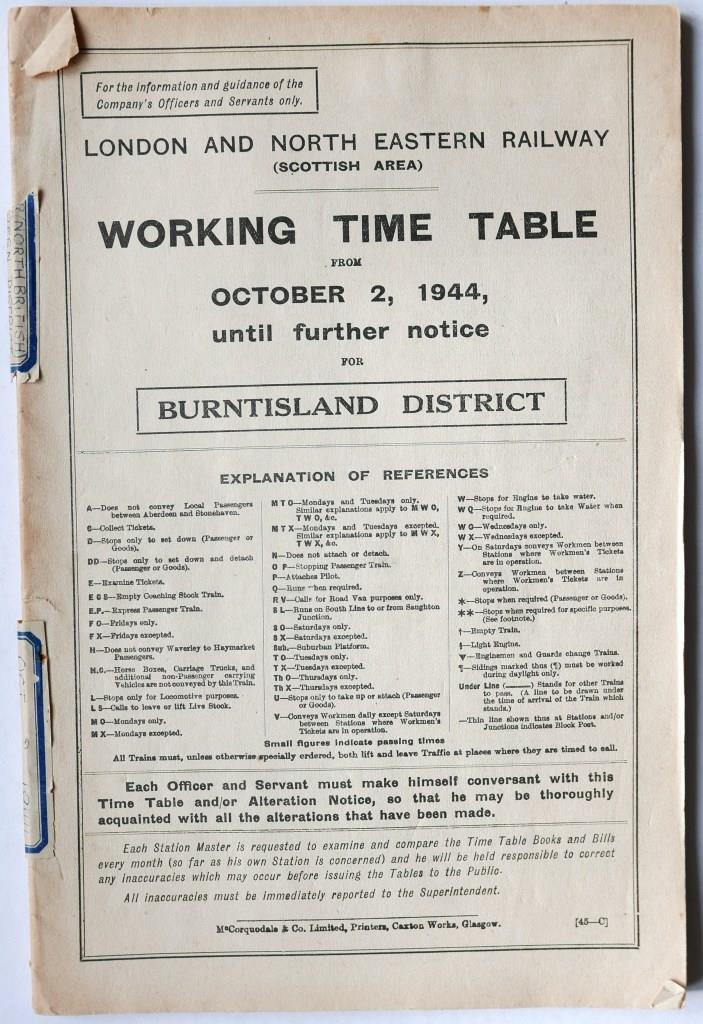 For the information and guidance of the
Company's Officers and Servants only.
LONDON AND NORTH EASTERN RAILWAY
(SCOTTISH AREA)
WORKING TIME TABLE
FROM
OCTOBER 2, 1944,
until further notice
FOR
BURNTISLAND DISTRICT
EXPLANATION OF REFERENCES
A—Does not convey Local Passengers
between Aberdeen and Stonehaven.
C—Collect Tickets.
D—Stops only to set down (Passenger or
Goods).
DD—Stops only to set down and detach
(Passenger or Goods).
E—Examine Tickets.
E C S—Empty Coaching Stock Train.
E.P.—Express Passenger Train.
F O—Fridays only.
F X—Fridays excepted.
H—Does not convey Waverley to Haymarket
Passengers.
H.C.—Horse Boxes, Carriage Trucks, and
additional non-Passenger carrying
Vehicles are not conveyed by this Train.
L—Stops only for Locomotive purposes.
L S—Calls to leave or lift Live Stock.
M O—Mondays only.
M X—Mondays excepted.
M T O—Mondays and Tuesdays only.
Similar explanations apply to M W O,
T W O, &c.
M T X—Mondays and Tuesdays excepted.
Similar explanations apply to M W X,
T W X, &c.
N—Does not attach or detach.
O P—Stopping Passenger Train.
P—Attaches Pilot.
Q—Runs when required.
R V—Calls for Road Van purposes only.
S L—Runs on South Line to or from Saughton
Junction.
S O—Saturdays only.
S X—Saturdays excepted.
Sub.—Suburban Platform.
T O—Tuesdays only.
T X—Tuesdays excepted.
Th O—Thursdays only.
Th X—Thursdays excepted.
U—Stops only to take up or attach (Passenger
or Goods).
V—Conveys Workmen daily except Saturdays
between Stations where Workmen's
Tickets are in operation.
W—Stops for Engine to take water.
W Q—Stops for Engine to take Water when
required.
W O—Wednesdays only.
W X—Wednesdays excepted.
Y—On Saturdays conveys Workmen between
Stations where Workmen's Tickets
are in operation.
Z—Conveys Workmen between Stations
where Workmen's Tickets are in
operation.
*—Stops when required (Passenger or Goods).
**—Stops when required for specific purposes.
(See footnote.)
†—Empty Train.
‡—Light Engine.
▼—Enginemen and Guards change Trains.
¶—Sidings marked thus (¶) must be worked
during daylight only.
Under Line (———) Stands for other Trains
to pass. (A line to be drawn under
the time of arrival of the Train which
stands.)
—Thin line shown thus at Stations and/or
Junctions indicates Block Post.
Small figures indicate passing times
All Trains must, unless otherwise specially ordered, both lift and leave Traffic at places where they are timed to call.
Each Officer and Servant must make himself conversant with this
Time Table and/or Alteration Notice, so that he may be thoroughly
acquainted with all the alterations that have been made.
Each Station Master is requested to examine and compare the Time Table Books and Bills
every month (so far as his own Station is concerned) and he will be held responsible to correct
any inaccuracies which may occur before issuing the Tables to the Public.
All inaccuracies must be immediately reported to the Superintendent.
McCorquodale & Co. Limited, Printers, Caxton Works, Glasgow.
[45—C]
(NORTH BRITISH)